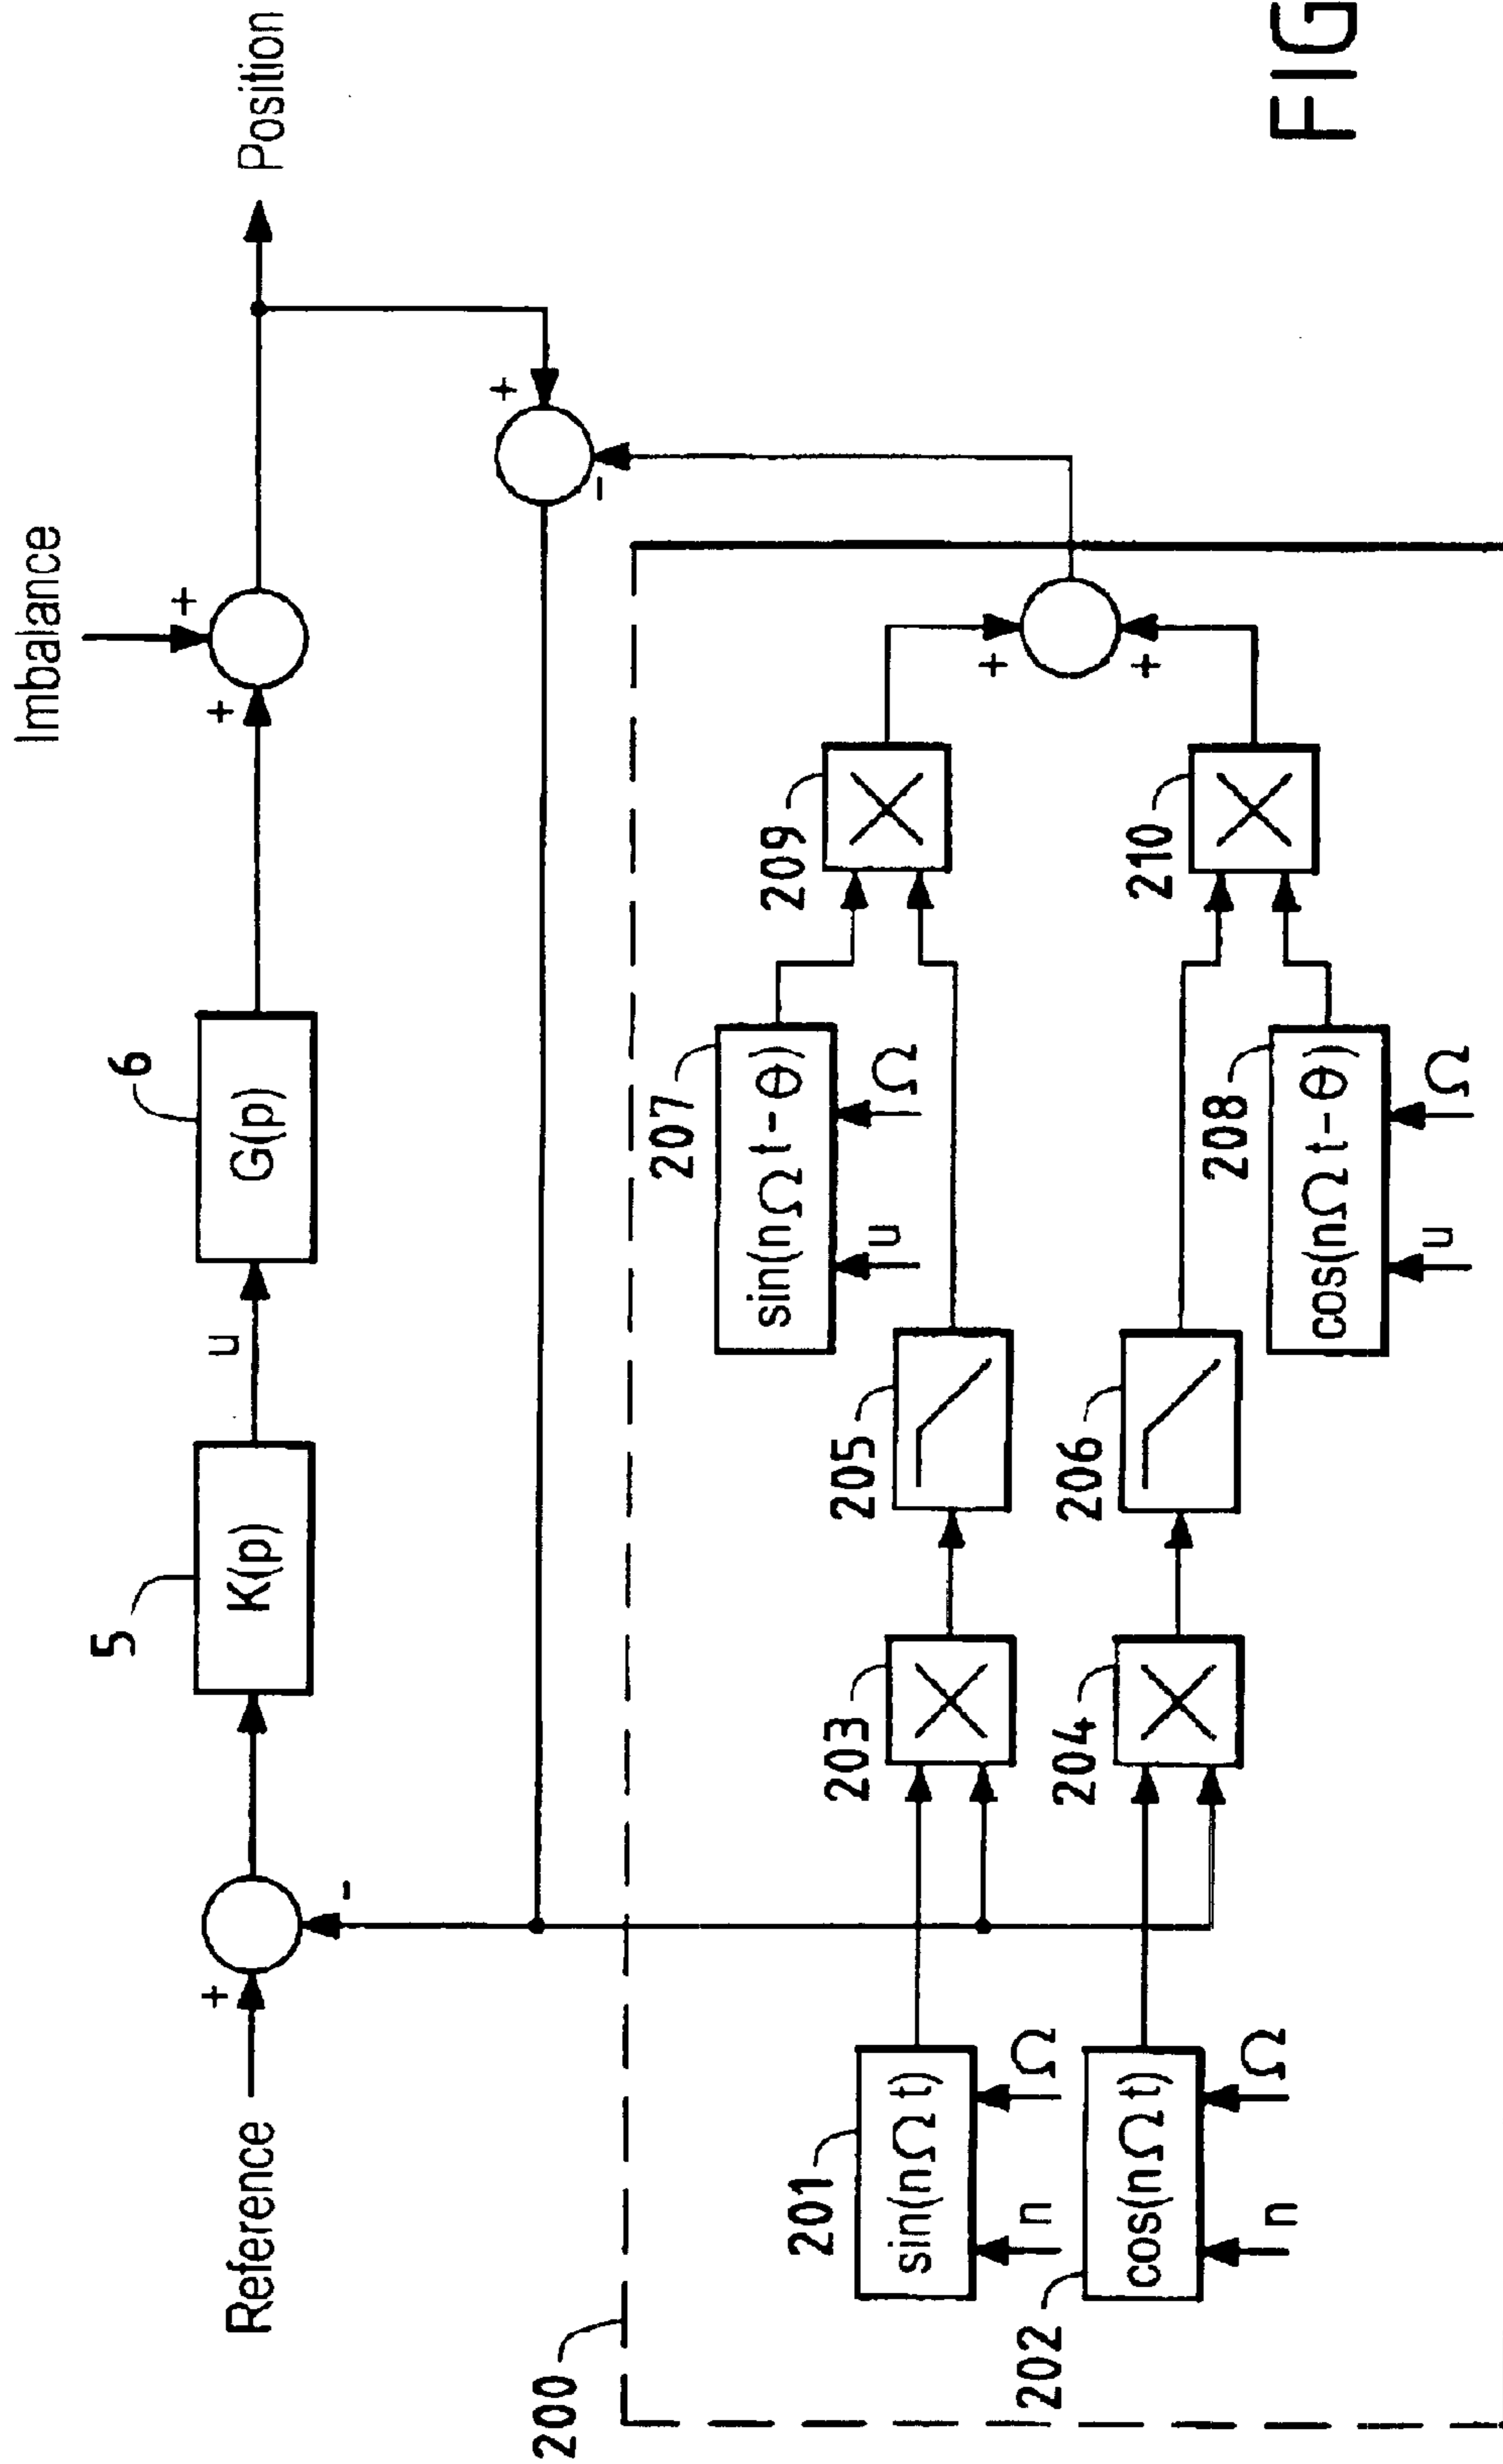 Imbalance
Reference
+
-
5
K(p)
u
6
G(p)
+
+
Position
+
-
200
201
sin(nΩt)
n
Ω
203
205
207
sin(nΩt-θ)
u
Ω
209
+
+
202
cos(nΩt)
n
Ω
204
206
208
cos(nΩt-θ)
u
Ω
210
FIG